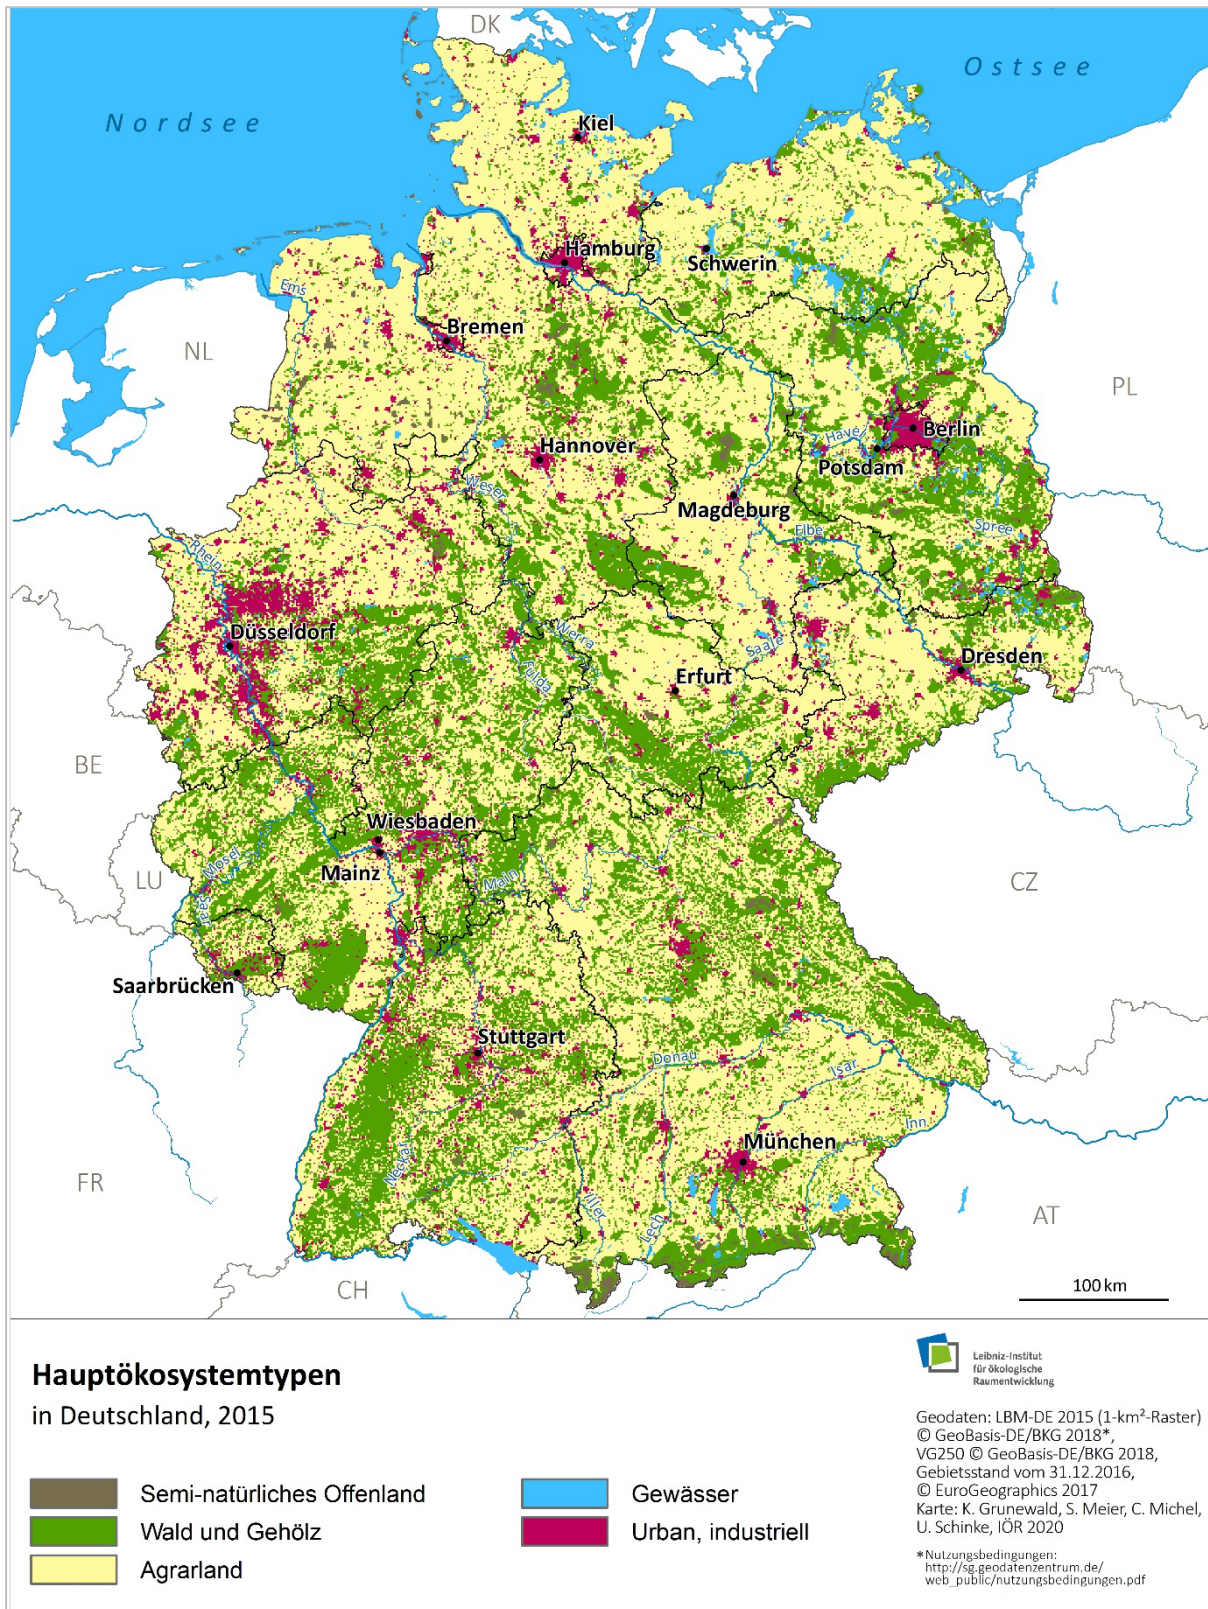 DK
Ostsee
Nordsee
Kiel
Hamburg
Schwerin
Ems
Bremen
NL
PL
Berlin
Havel
Hannover
Potsdam
Weser
Magdeburg
Elbe
Spree
Rhein
Düsseldorf
Werra
Saale
Dresden
Fulda
Erfurt
BE
Wiesbaden
Mosel
Mainz
Main
LU
CZ
Saar
Saarbrücken
Stuttgart
Donau
Isar
Inn
München
Neckar
FR
Iller
Lech
AT
CH
100 km
Hauptökosystemtypen
in Deutschland, 2015
Semi-natürliches Offenland
Wald und Gehölz
Agrarland
Gewässer
Urban, industriell
Leibniz-Institut
für ökologische
Raumentwicklung
Geodaten: LBM-DE 2015 (1-km²-Raster)
© GeoBasis-DE/BKG 2018*,
VG250 © GeoBasis-DE/BKG 2018,
Gebietsstand vom 31.12.2016,
© EuroGeographics 2017
Karte: K. Grunewald, S. Meier, C. Michel,
U. Schinke, IÖR 2020
*Nutzungsbedingungen:
http://sg.geodatenzentrum.de/
web_public/nutzungsbedingungen.pdf